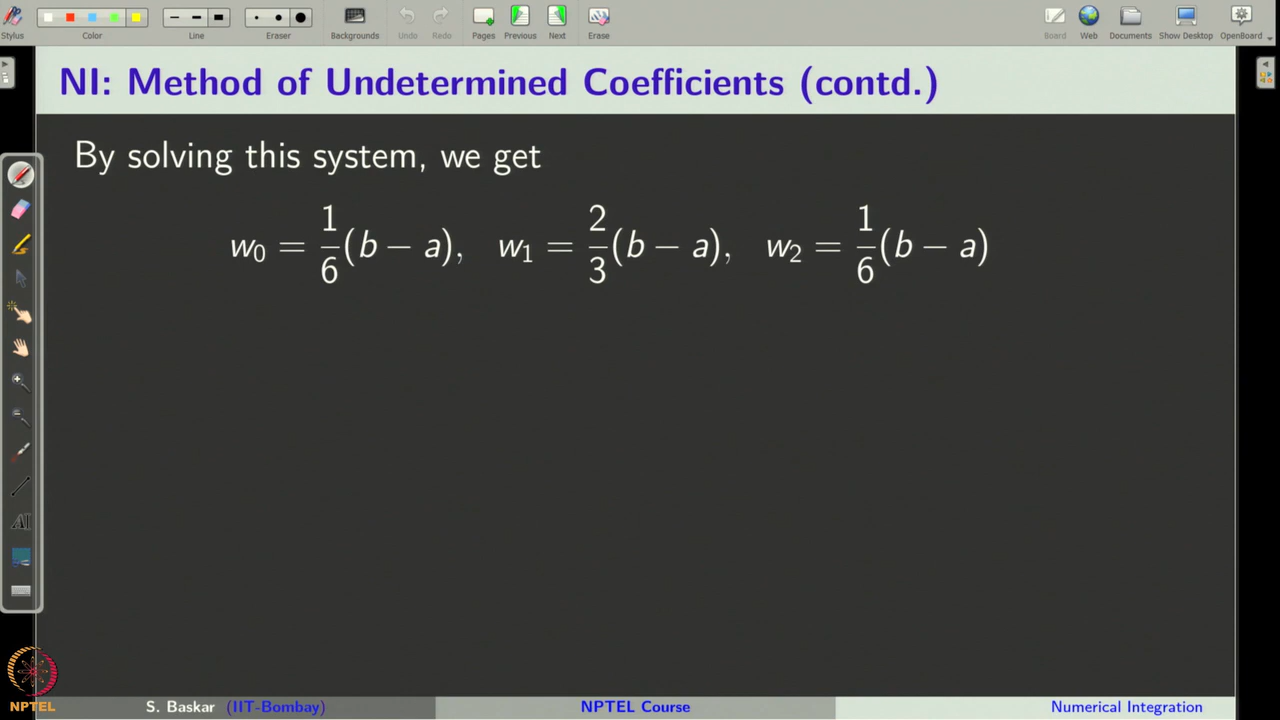 Stylus Color Line Eraser Backgrounds Undo Redo Pages Previous Next Erase Board Web Documents Show Desktop OpenBoard
NI: Method of Undetermined Coefficients (contd.)
By solving this system, we get
w₀ = 1/6 (b − a), w₁ = 2/3 (b − a), w₂ = 1/6 (b − a)
AI
NPTEL
S. Baskar (IIT-Bombay) NPTEL Course Numerical Integration